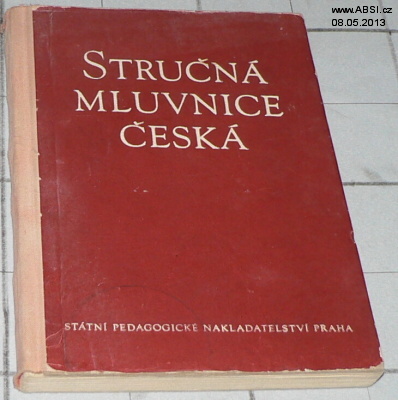 www.ABSI.cz
08.05.2013
STRUČNÁ
MLUVNICE
ČESKÁ
STÁTNÍ PEDAGOGICKÉ NAKLADATELSTVÍ PRAHA